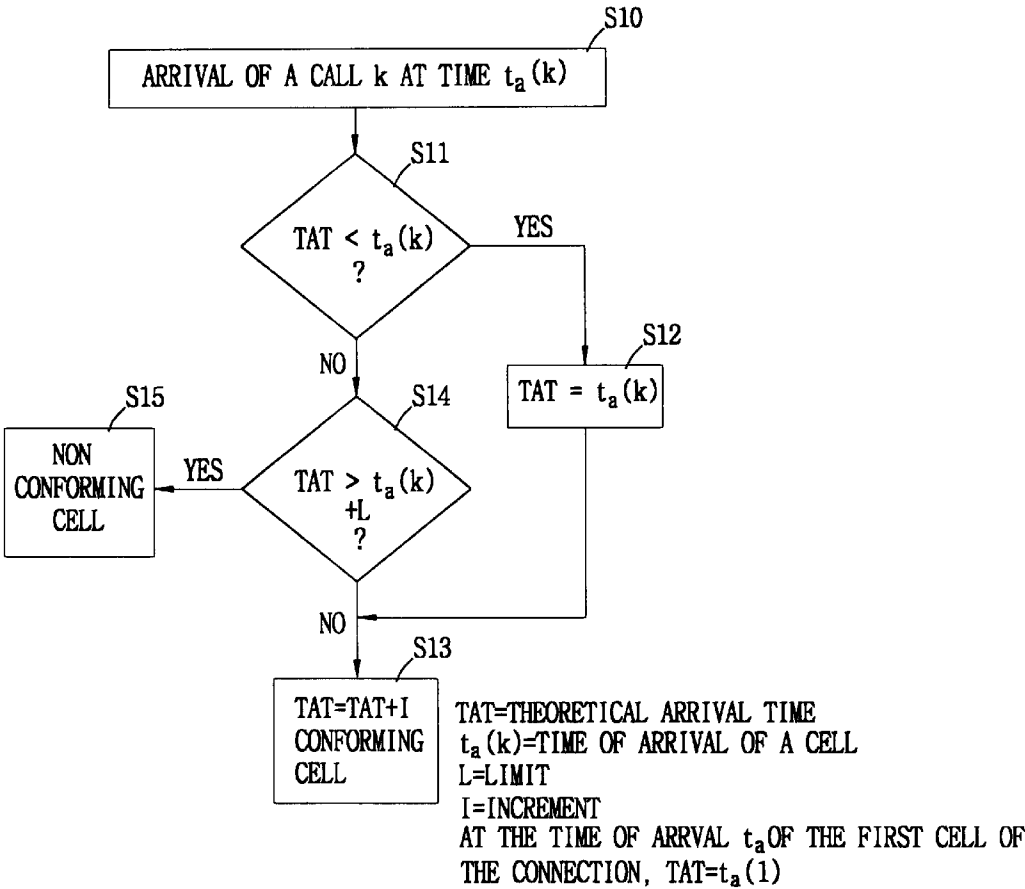 S10
ARRIVAL OF A CALL k AT TIME ta(k)
S11
TAT < ta(k)
?
YES
NO
S12
TAT = ta(k)
S14
TAT > ta(k)
+L
?
YES
S15
NON
CONFORMING
CELL
NO
S13
TAT=TAT+I
CONFORMING
CELL
TAT=THEORETICAL ARRIVAL TIME
ta(k)=TIME OF ARRIVAL OF A CELL
L=LIMIT
I=INCREMENT
AT THE TIME OF ARRVAL ta OF THE FIRST CELL OF
THE CONNECTION, TAT=ta(1)